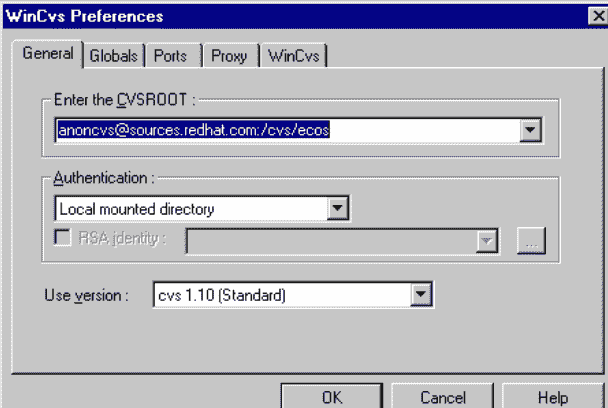 WinCvs Preferences
General Globals Ports Proxy WinCvs
Enter the CVSROOT :
anoncvs@sources.redhat.com:/cvs/ecos
Authentication :
Local mounted directory
RSA identity : ...
Use version : cvs 1.10 (Standard)
OK Cancel Help